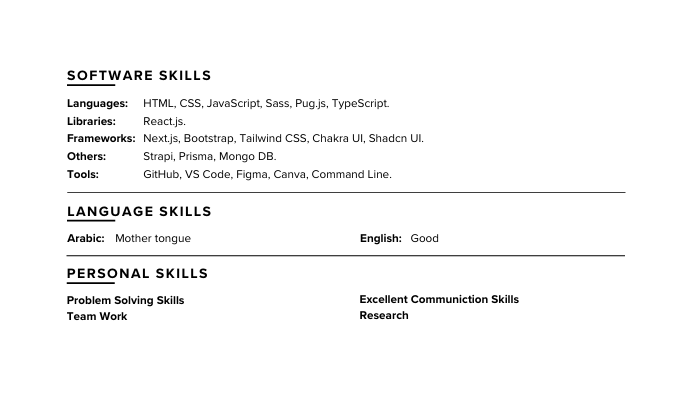 SOFTWARE SKILLS
Languages: HTML, CSS, JavaScript, Sass, Pug.js, TypeScript.
Libraries: React.js.
Frameworks: Next.js, Bootstrap, Tailwind CSS, Chakra UI, Shadcn UI.
Others: Strapi, Prisma, Mongo DB.
Tools: GitHub, VS Code, Figma, Canva, Command Line.
LANGUAGE SKILLS
Arabic: Mother tongue English: Good
PERSONAL SKILLS
Problem Solving Skills Excellent Communiction Skills
Team Work Research